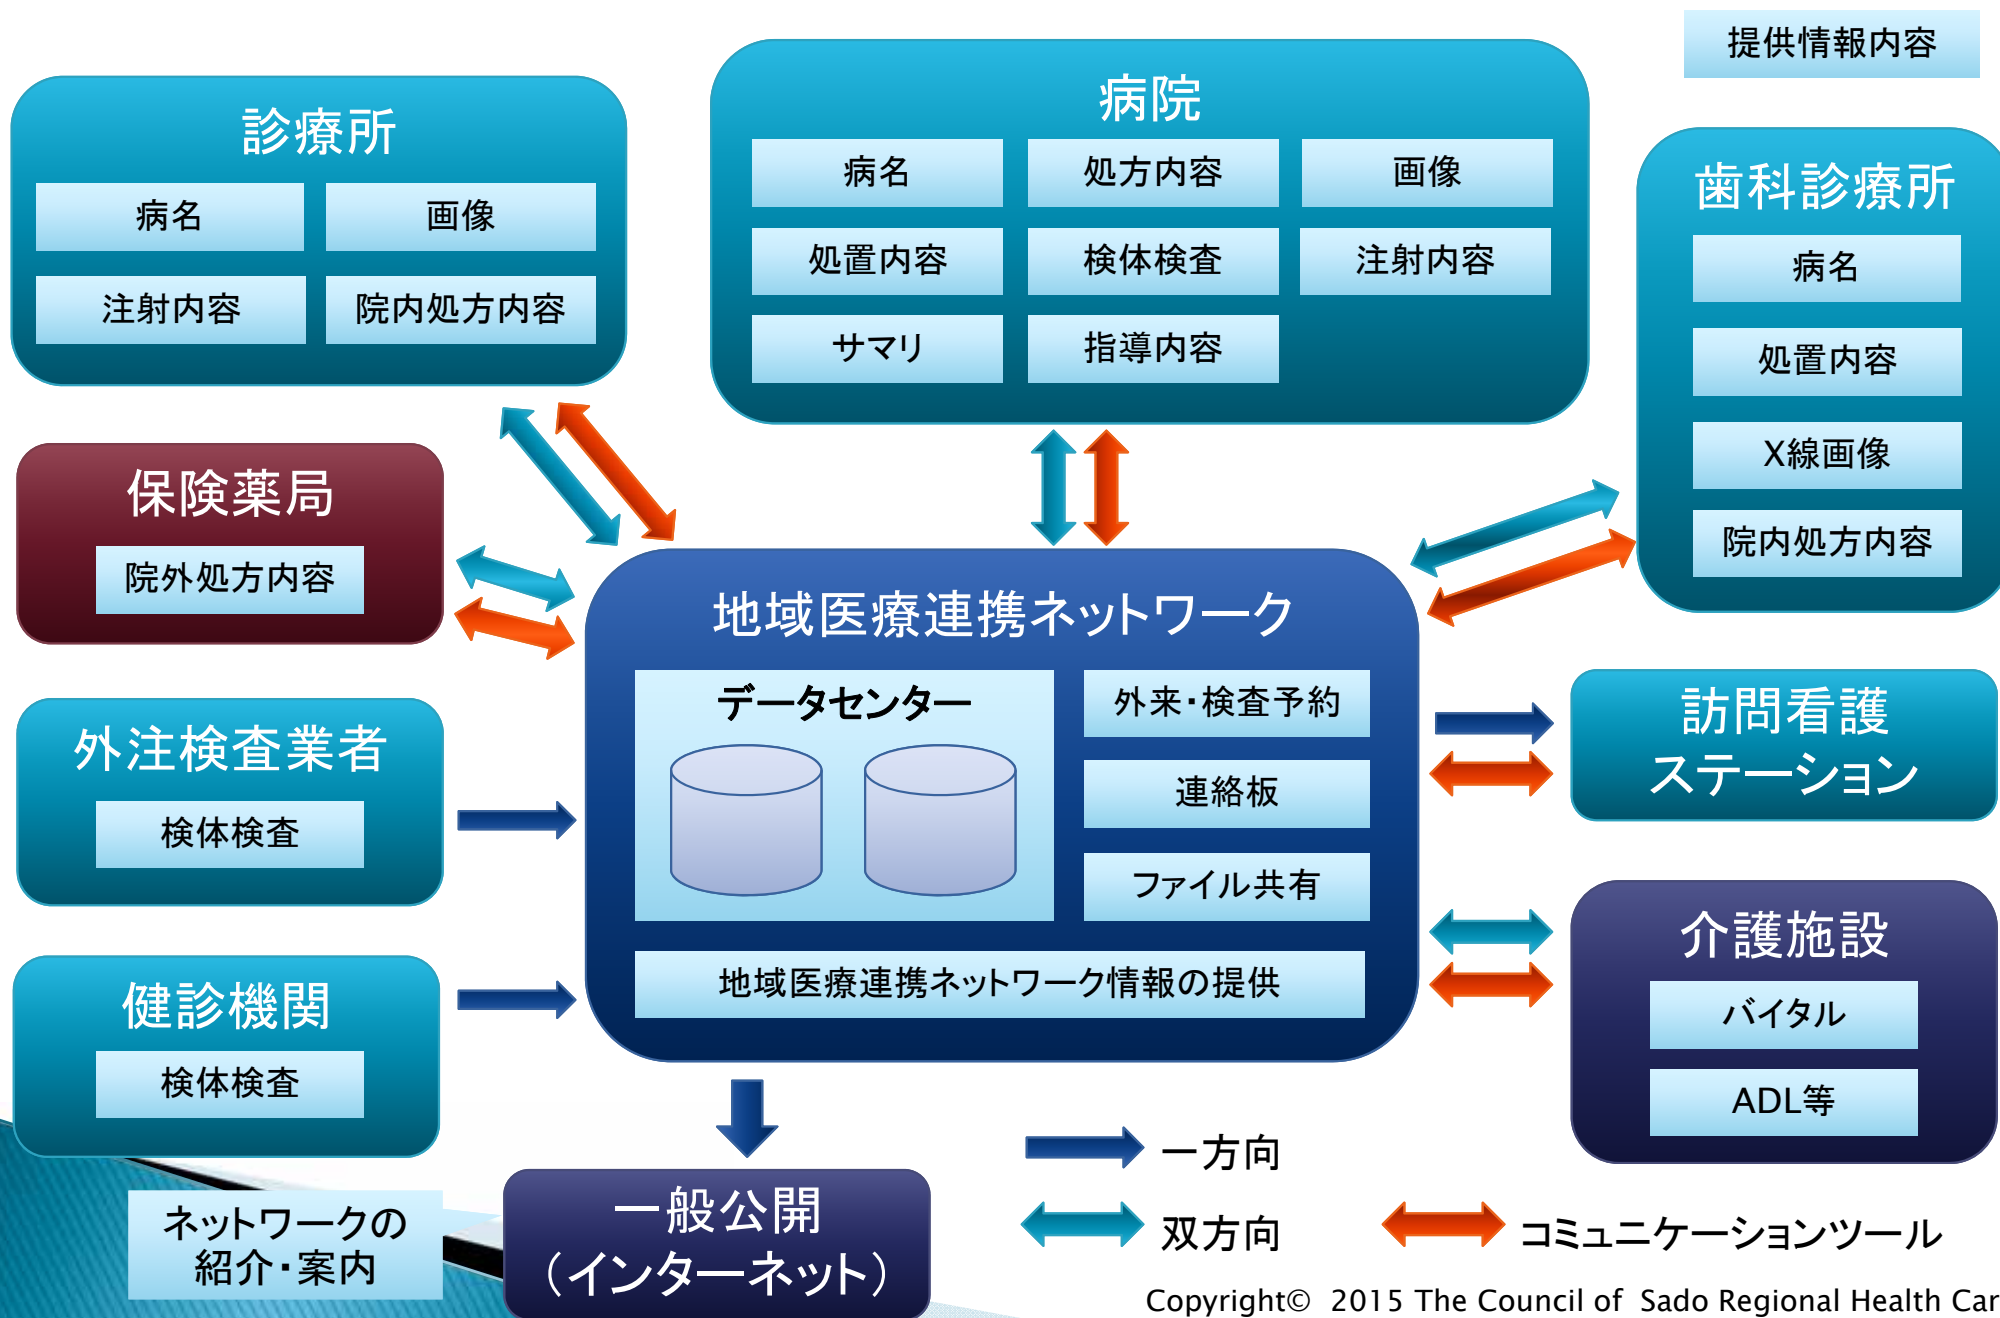 提供情報内容
診療所
病名
画像
注射内容
院内処方内容
病院
病名
処方内容
画像
処置内容
検体検査
注射内容
サマリ
指導内容
歯科診療所
病名
処置内容
X線画像
院内処方内容
保険薬局
院外処方内容
外注検査業者
検体検査
健診機関
検体検査
地域医療連携ネットワーク
データセンター
外来・検査予約
連絡板
ファイル共有
地域医療連携ネットワーク情報の提供
訪問看護
ステーション
介護施設
バイタル
ADL等
ネットワークの
紹介・案内
一般公開
（インターネット）
一方向
双方向
コミュニケーションツール
Copyright© 2015 The Council of Sado Regional Health Car